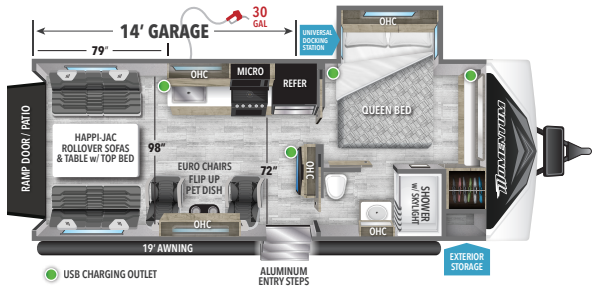 14' GARAGE
30
GAL
79"
OHC
UNIVERSAL
DOCKING
STATION
OHC
MICRO
REFER
QUEEN BED
RAMP DOOR / PATIO
HAPPI-JAC
ROLLOVER SOFAS
& TABLE w/ TOP BED
98"
EURO CHAIRS
FLIP UP
PET DISH
72"
OHC
SHOWER
w/ SKYLIGHT
MOMENTUM
OHC
OHC
19' AWNING
USB CHARGING OUTLET
ALUMINUM
ENTRY STEPS
EXTERIOR
STORAGE